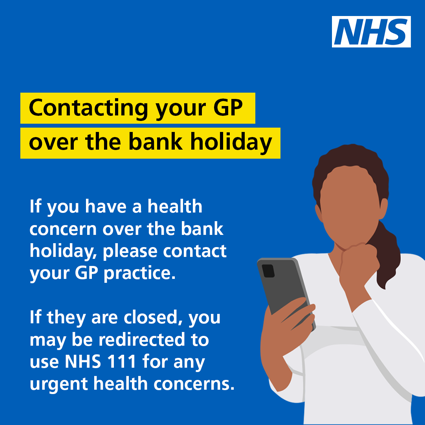 NHS
Contacting your GP
over the bank holiday
If you have a health
concern over the bank
holiday, please contact
your GP practice.
If they are closed, you
may be redirected to
use NHS 111 for any
urgent health concerns.